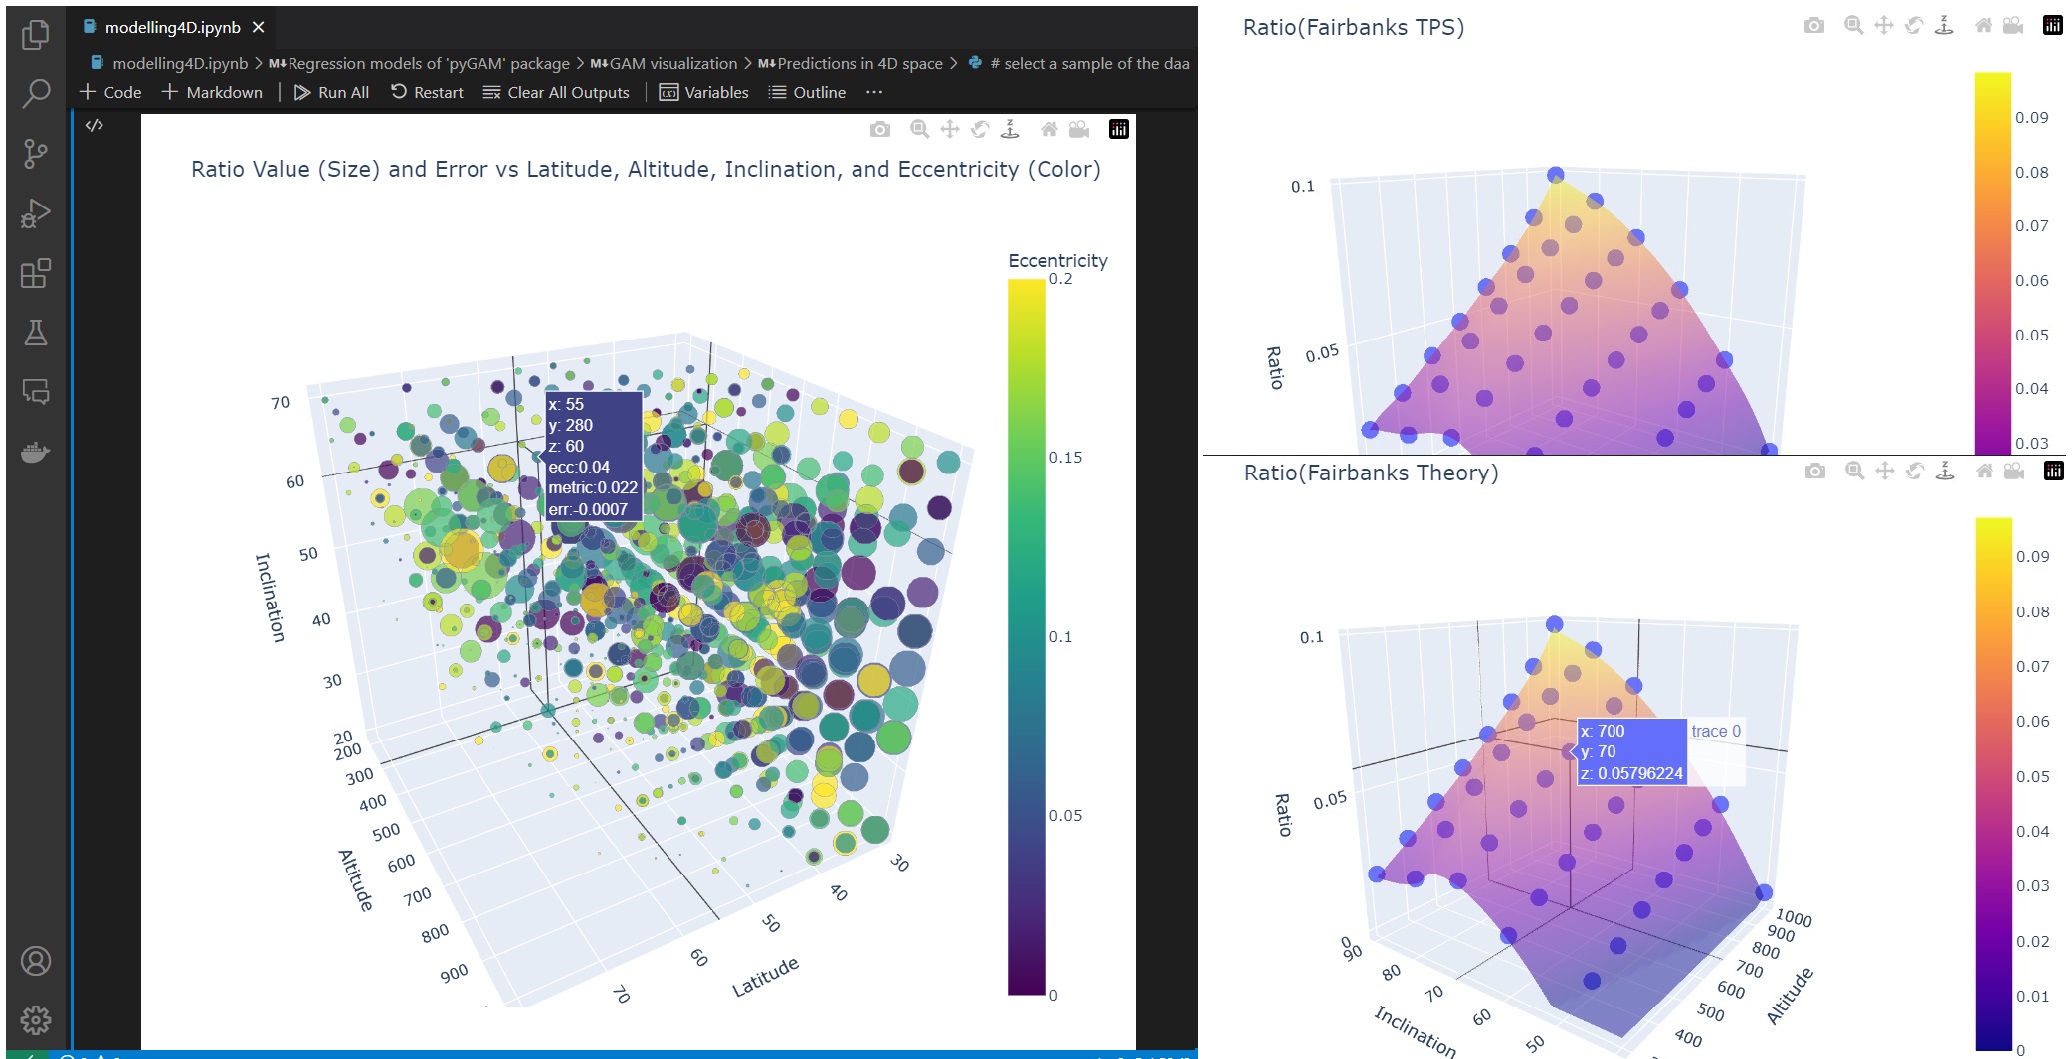 modelling4D.ipynb
modelling4D.ipynb > M↓Regression models of 'pyGAM' package > M↓GAM visualization > M↓Predictions in 4D space > # select a sample of the daa
+ Code + Markdown Run All Restart Clear All Outputs Variables Outline ...
Ratio Value (Size) and Error vs Latitude, Altitude, Inclination, and Eccentricity (Color)
Eccentricity
0.2
0.15
0.1
0.05
0
x: 55
y: 280
z: 60
ecc:0.04
metric:0.022
err:-0.0007
70
60
50
40
30
20
Inclination
200
300
400
500
600
700
800
900
Altitude
70
60
50
40
30
Latitude
Ratio(Fairbanks TPS)
0.1
0.05
Ratio
0.09
0.08
0.07
0.06
0.05
0.04
0.03
Ratio(Fairbanks Theory)
0.1
0.05
0
Ratio
x: 700
y: 70
z: 0.05796224
trace 0
90
80
70
60
50
Inclination
1000
900
800
700
600
500
400
Altitude
0.09
0.08
0.07
0.06
0.05
0.04
0.03
0.02
0.01
0